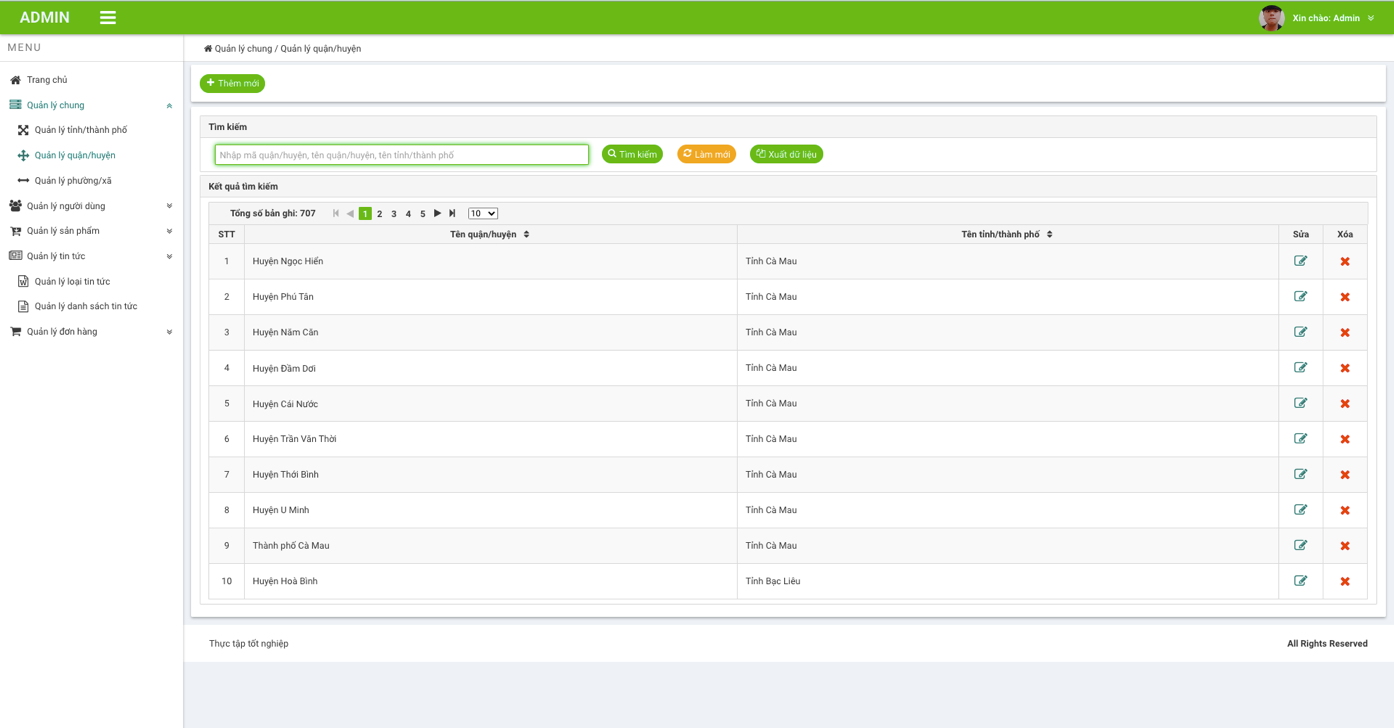 ADMIN
Xin chào: Admin
MENU
Trang chủ
Quản lý chung
Quản lý tỉnh/thành phố
Quản lý quận/huyện
Quản lý phường/xã
Quản lý người dùng
Quản lý sản phẩm
Quản lý tin tức
Quản lý loại tin tức
Quản lý danh sách tin tức
Quản lý đơn hàng
Quản lý chung / Quản lý quận/huyện
Thêm mới
Tìm kiếm
Nhập mã quận/huyện, tên quận/huyện, tên tỉnh/thành phố
Tìm kiếm
Làm mới
Xuất dữ liệu
Kết quả tìm kiếm
Tổng số bản ghi: 707 1 2 3 4 5 10
STT Tên quận/huyện Tên tỉnh/thành phố Sửa Xóa
1 Huyện Ngọc Hiển Tỉnh Cà Mau
2 Huyện Phú Tân Tỉnh Cà Mau
3 Huyện Năm Căn Tỉnh Cà Mau
4 Huyện Đầm Dơi Tỉnh Cà Mau
5 Huyện Cái Nước Tỉnh Cà Mau
6 Huyện Trần Văn Thời Tỉnh Cà Mau
7 Huyện Thới Bình Tỉnh Cà Mau
8 Huyện U Minh Tỉnh Cà Mau
9 Thành phố Cà Mau Tỉnh Cà Mau
10 Huyện Hoà Bình Tỉnh Bạc Liêu
Thực tập tốt nghiệp
All Rights Reserved